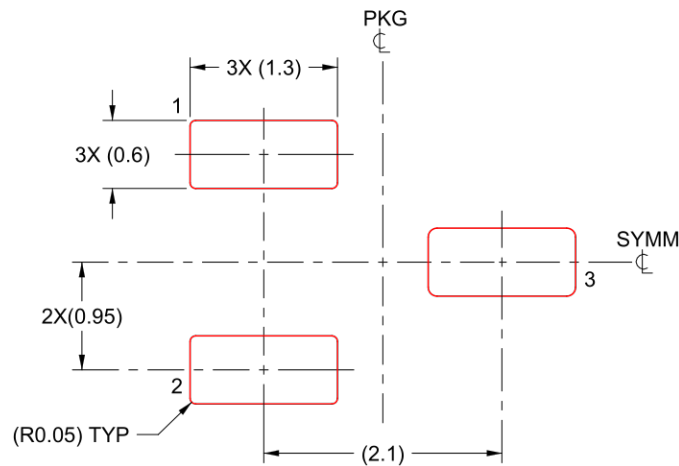 PKG
℄
3X (1.3)
1
3X (0.6)
SYMM
℄
3
2X(0.95)
2
(R0.05) TYP
(2.1)